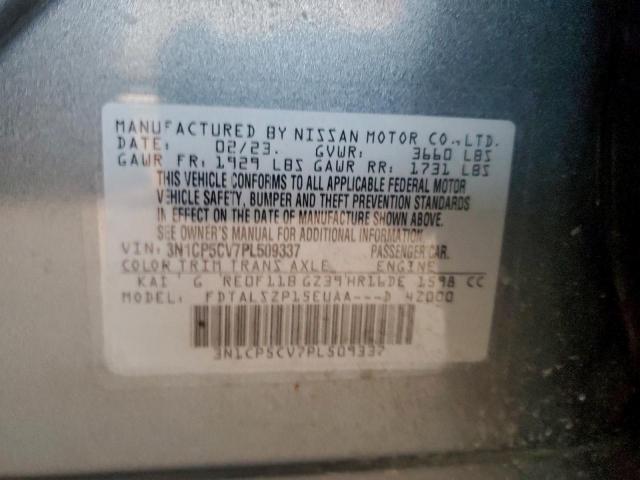 MANUFACTURED BY NISSAN MOTOR CO.,LTD.
DATE: 02/23. GVWR: 3660 LBS
GAWR FR: 1929 LBS GAWR RR: 1731 LBS
THIS VEHICLE CONFORMS TO ALL APPLICABLE FEDERAL MOTOR
VEHICLE SAFETY, BUMPER AND THEFT PREVENTION STANDARDS
IN EFFECT ON THE DATE OF MANUFACTURE SHOWN ABOVE.
SEE OWNER'S MANUAL FOR ADDITIONAL INFORMATION.
VIN: 3N1CP5CV7PL509337 PASSENGER CAR.
COLOR TRIM TRANS AXLE ENGINE
KAI G RE0F11B GZ39 HR16DE 1598 CC
MODEL: FDTALSZP15EUAA---D 4Z000
3N1CP5CV7PL509337